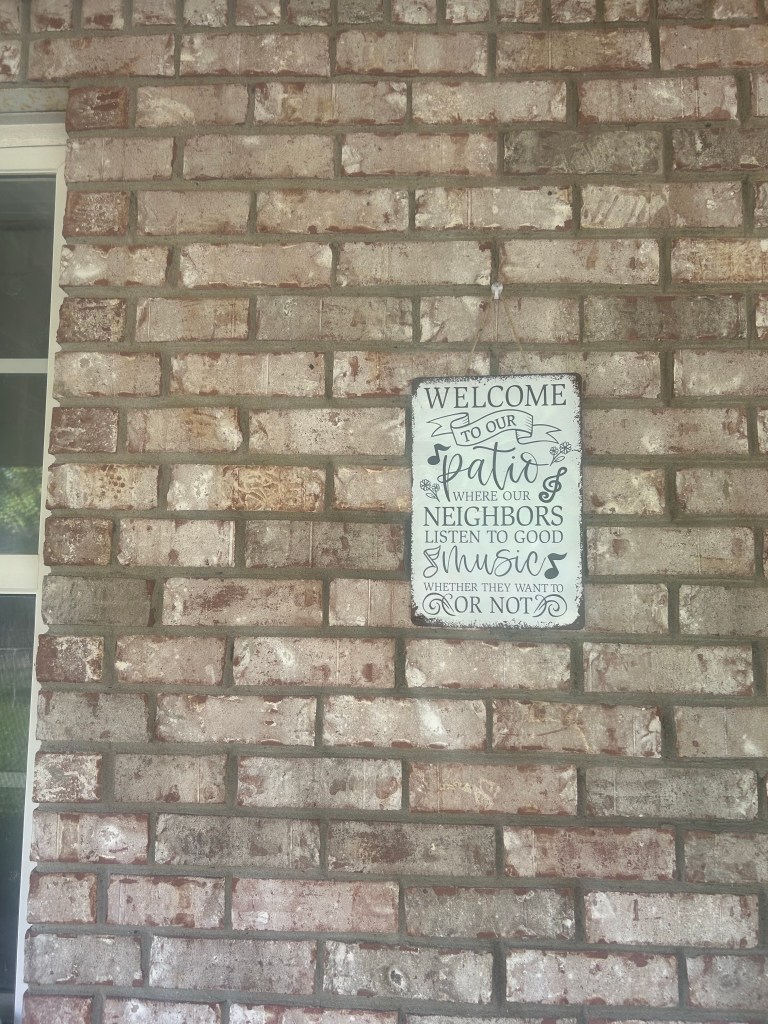 WELCOME
TO OUR
patio
WHERE OUR
NEIGHBORS
LISTEN TO GOOD
music
WHETHER THEY WANT TO
OR NOT